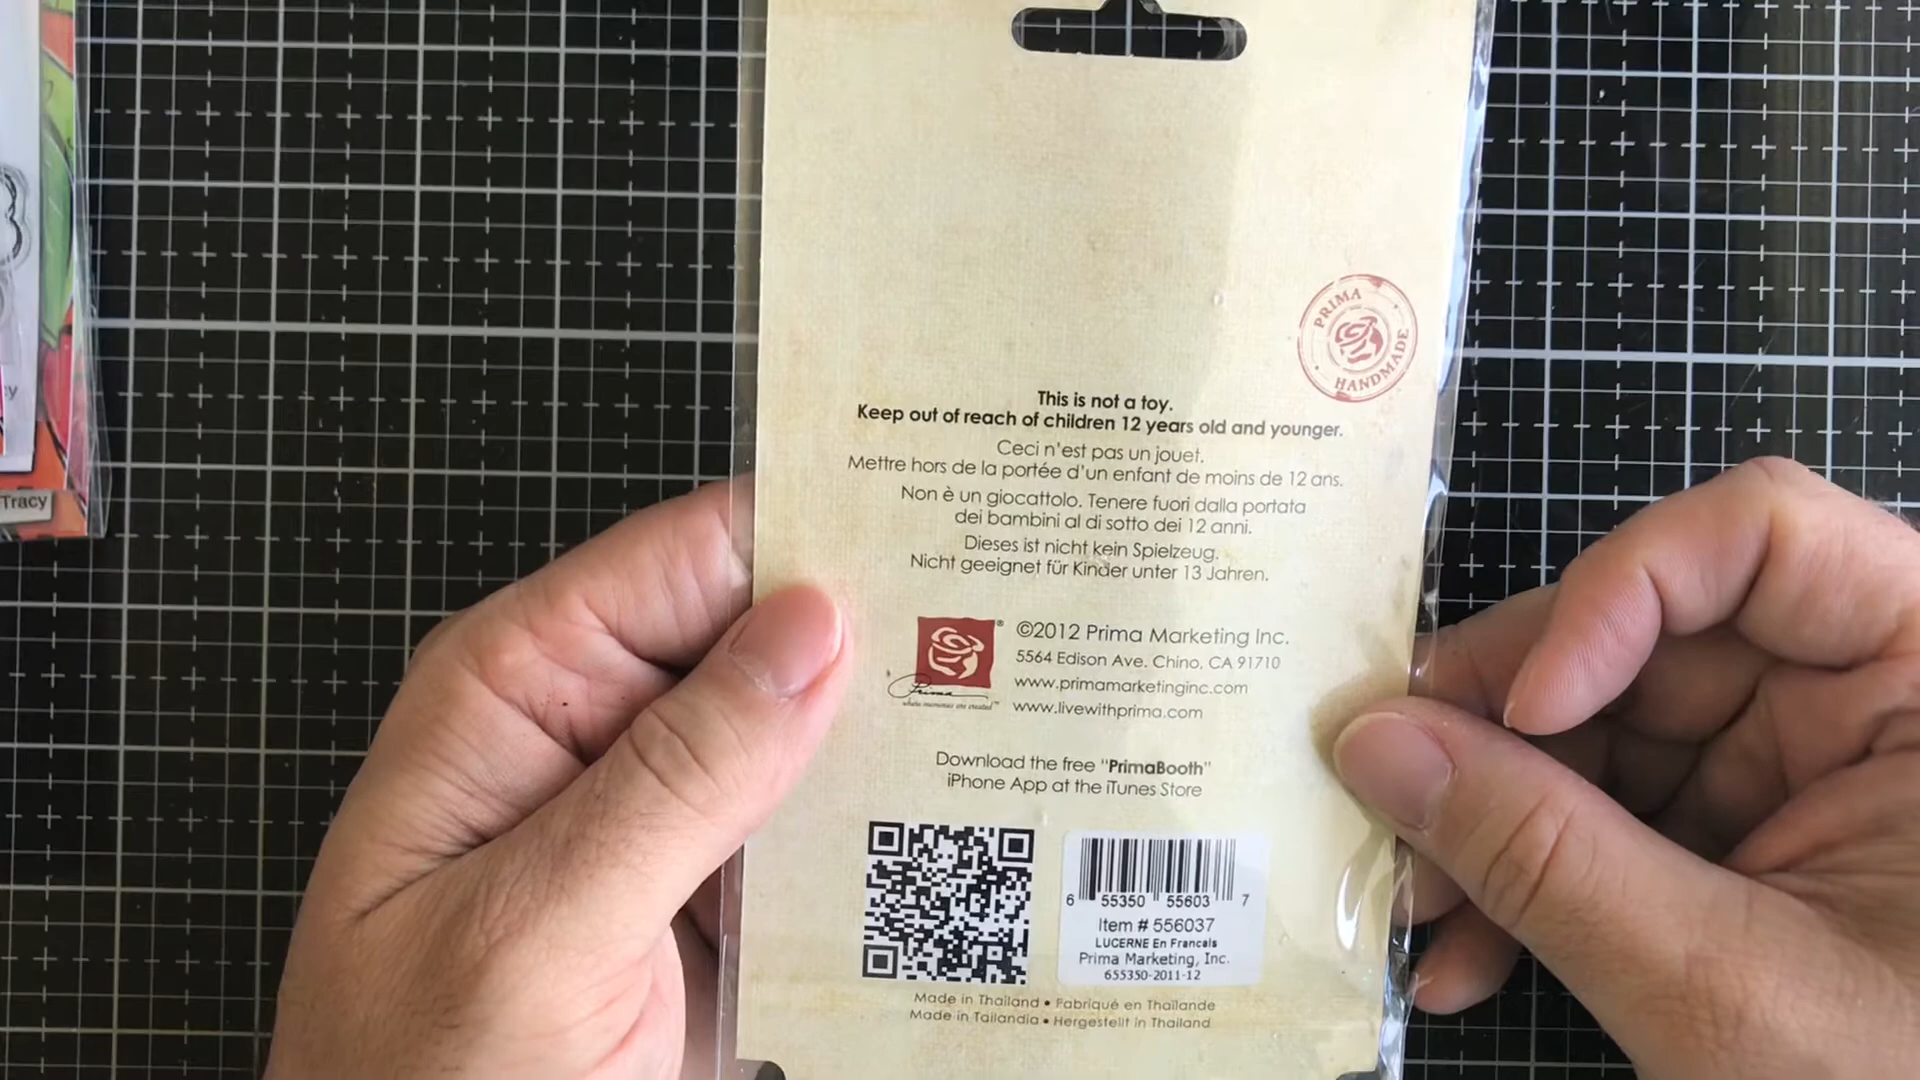 PRIMA
HANDMADE
This is not a toy.
Keep out of reach of children 12 years old and younger.
Ceci n'est pas un jouet.
Mettre hors de la portée d'un enfant de moins de 12 ans.
Non è un giocattolo. Tenere fuori dalla portata
dei bambini al di sotto dei 12 anni.
Dieses ist nicht kein Spielzeug.
Nicht geeignet für Kinder unter 13 Jahren.
Tracy
©2012 Prima Marketing Inc.
5564 Edison Ave. Chino, CA 91710
www.primamarketinginc.com
www.livewithprima.com
Prima
where memories are created™
Download the free "PrimaBooth"
iPhone App at the iTunes Store
6 55350 55603 7
Item # 556037
LUCERNE En Francais
Prima Marketing, Inc.
655350-2011-12
Made in Thailand • Fabriqué en Thaïlande
Made in Tailandia • Hergestellt in Thailand